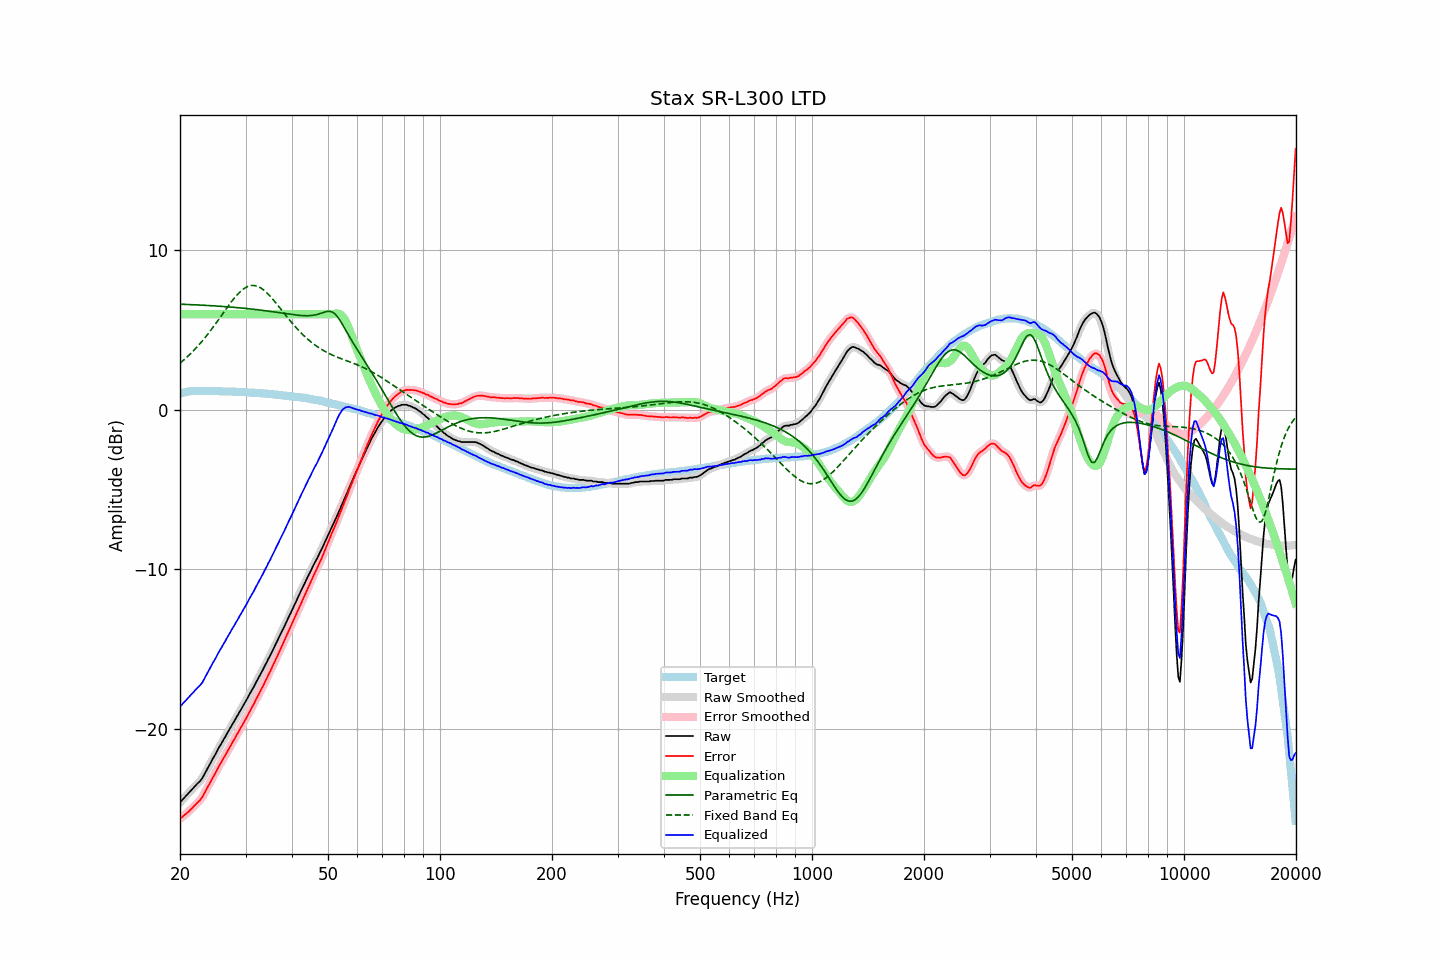 Stax SR-L300 LTD
Amplitude (dBr)
10
0
−10
−20
Target
Raw Smoothed
Error Smoothed
Raw
Error
Equalization
Parametric Eq
Fixed Band Eq
Equalized
20 50 100 200 500 1000 2000 5000 10000 20000
Frequency (Hz)